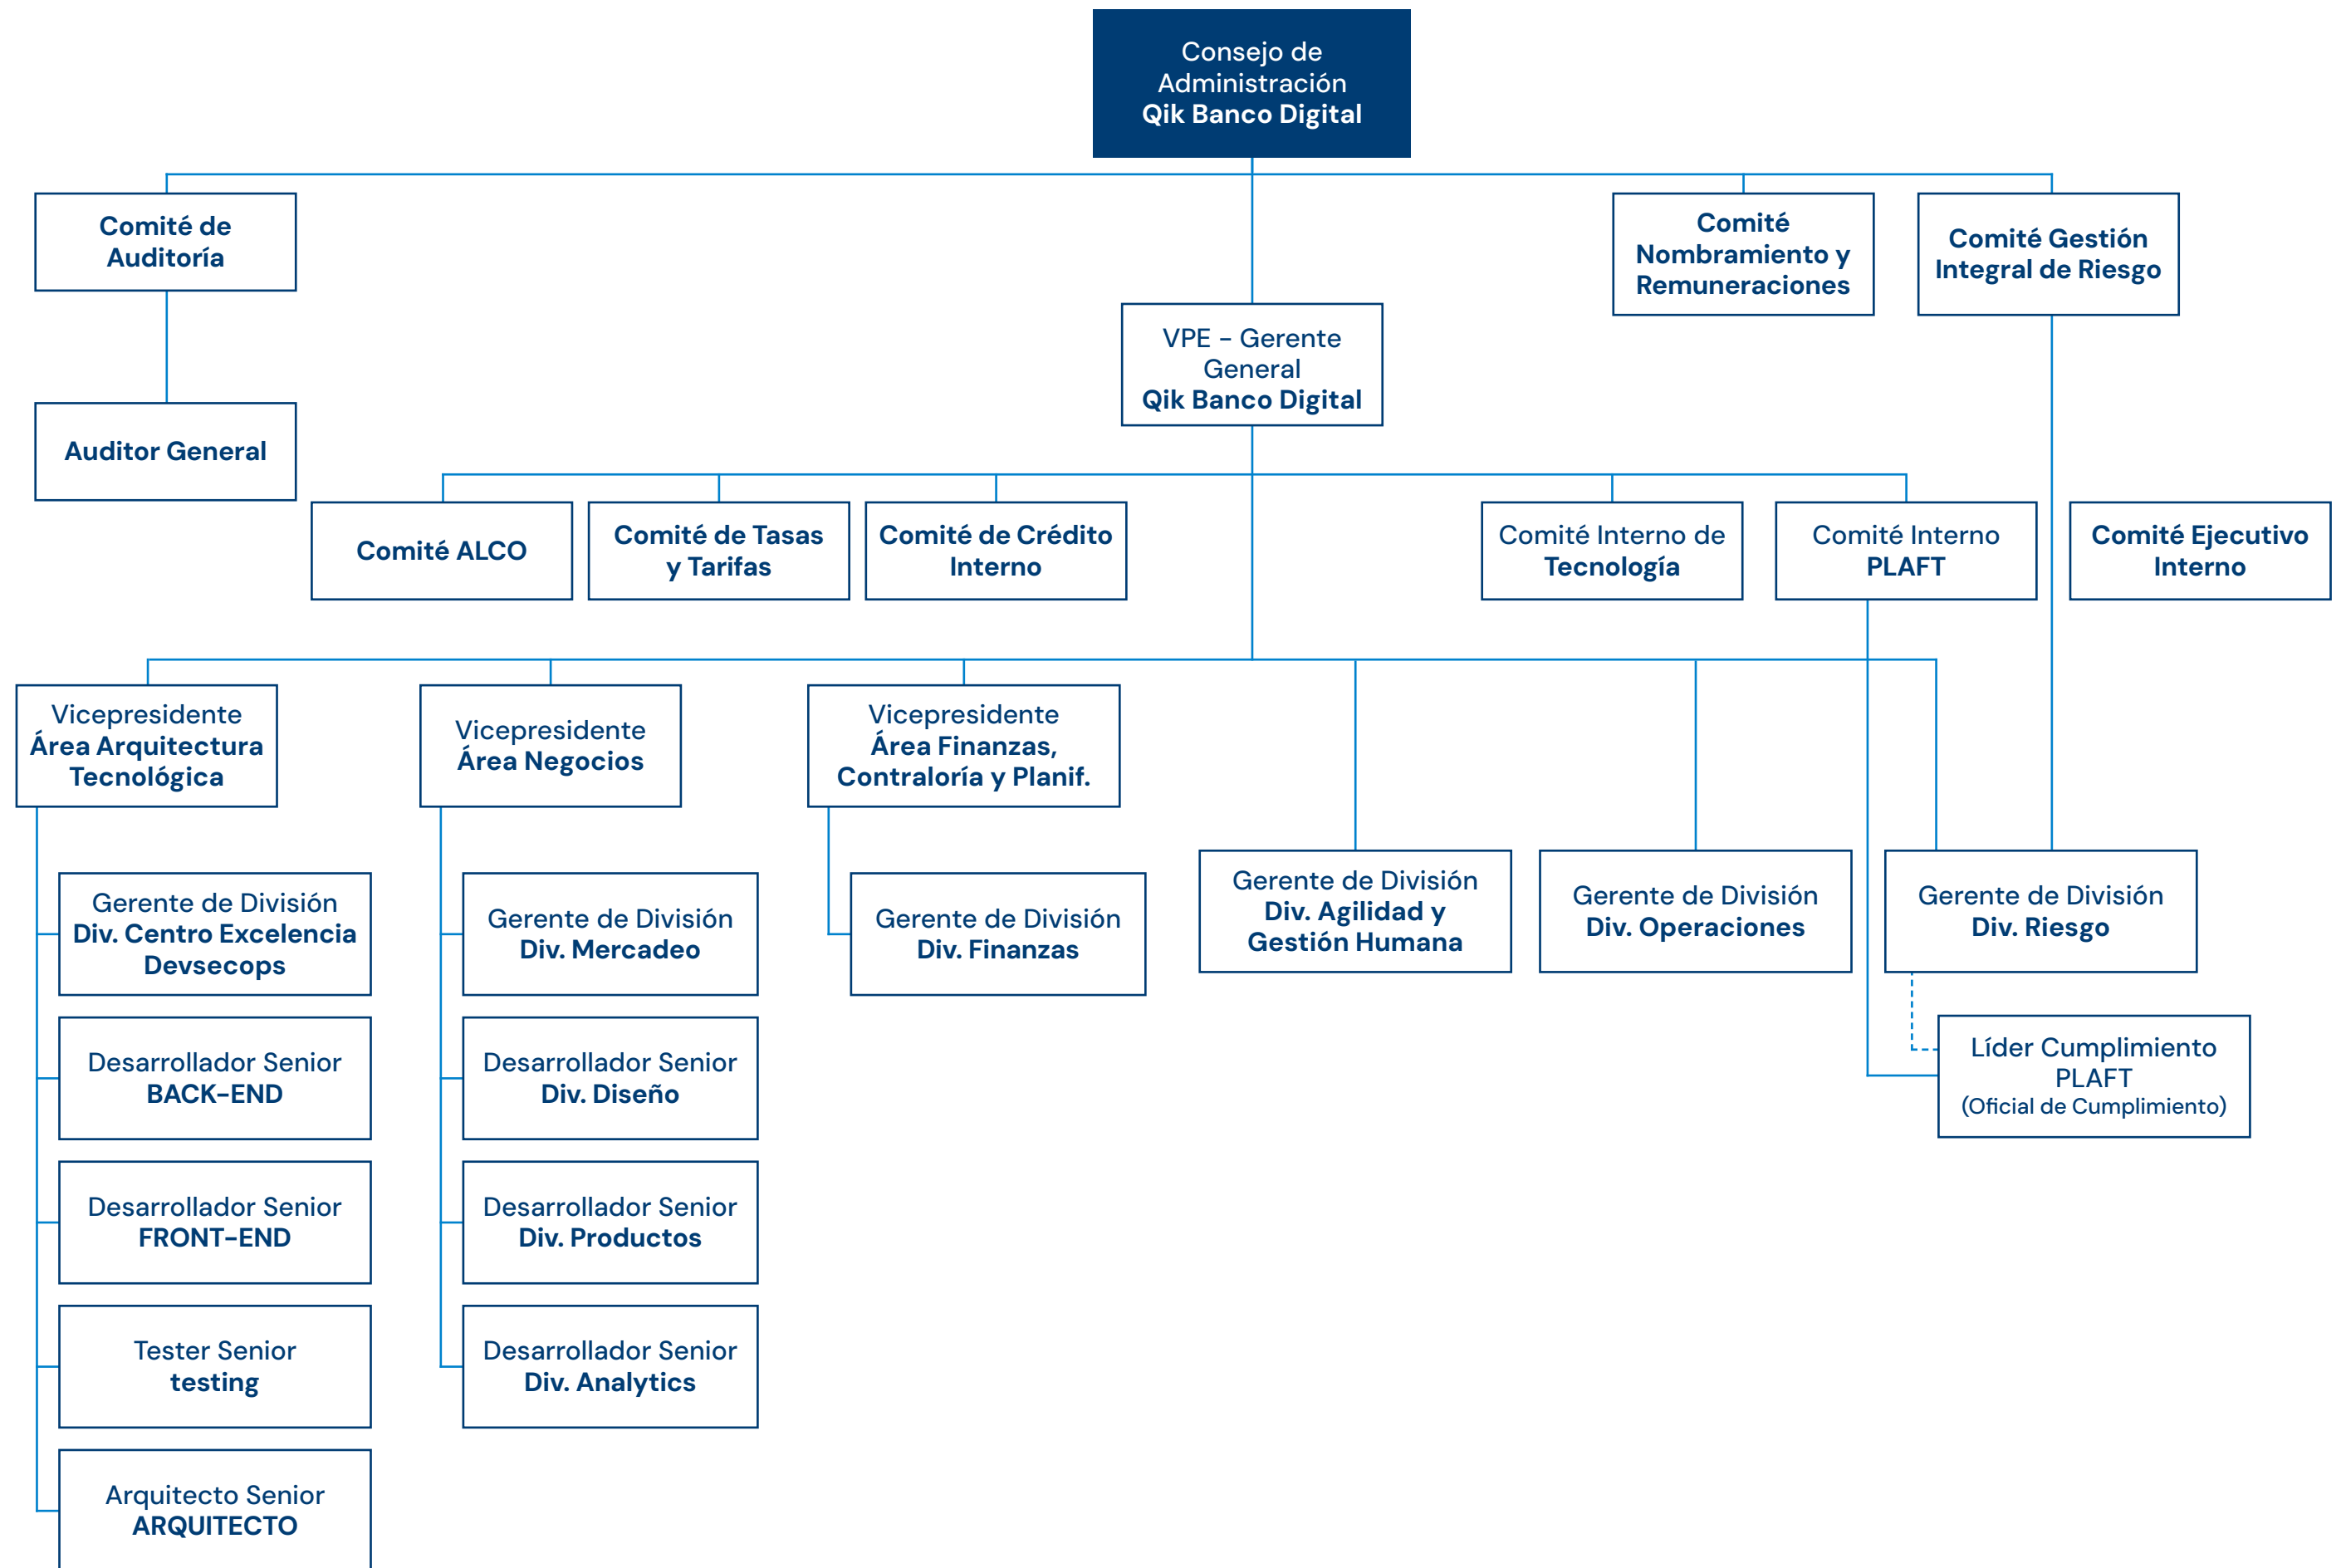 Consejo de
Administración
Qik Banco Digital
Comité de
Auditoría
Comité
Nombramiento y
Remuneraciones
Comité Gestión
Integral de Riesgo
VPE - Gerente
General
Qik Banco Digital
Auditor General
Comité ALCO
Comité de Tasas
y Tarifas
Comité de Crédito
Interno
Comité Interno de
Tecnología
Comité Interno
PLAFT
Comité Ejecutivo
Interno
Vicepresidente
Área Arquitectura
Tecnológica
Vicepresidente
Área Negocios
Vicepresidente
Área Finanzas,
Contraloría y Planif.
Gerente de División
Div. Centro Excelencia
Devsecops
Gerente de División
Div. Mercadeo
Gerente de División
Div. Finanzas
Gerente de División
Div. Agilidad y
Gestión Humana
Gerente de División
Div. Operaciones
Gerente de División
Div. Riesgo
Desarrollador Senior
BACK-END
Desarrollador Senior
Div. Diseño
Líder Cumplimiento
PLAFT
(Oficial de Cumplimiento)
Desarrollador Senior
FRONT-END
Desarrollador Senior
Div. Productos
Tester Senior
testing
Desarrollador Senior
Div. Analytics
Arquitecto Senior
ARQUITECTO